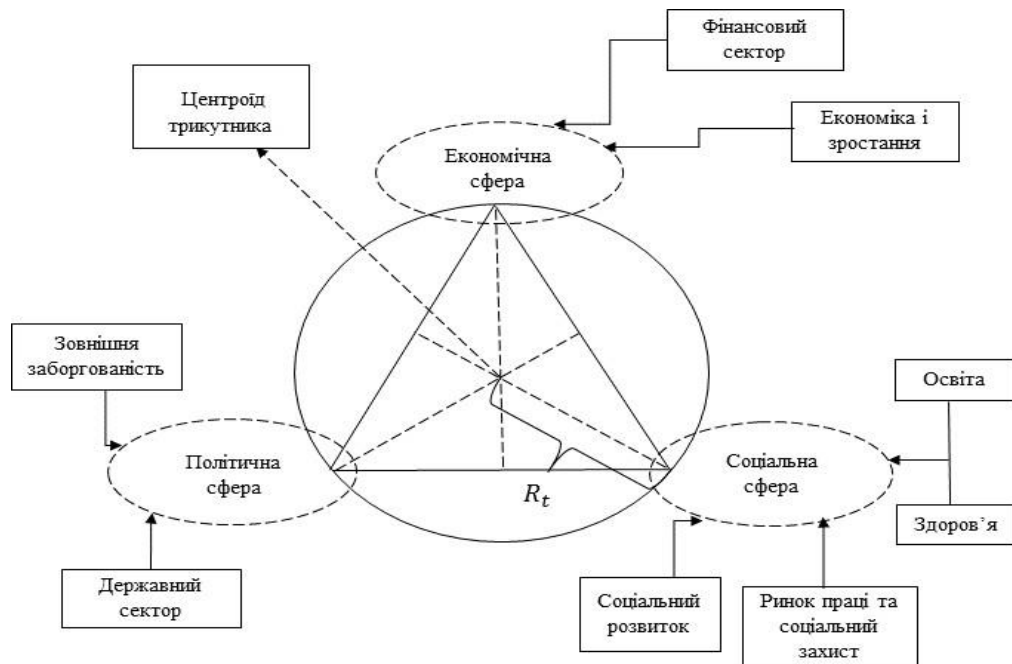 Фінансовий
сектор
Центроїд
трикутника
Економіка і
зростання
Економічна
сфера
Зовнішня
заборгованість
Освіта
Політична
сфера
Соціальна
сфера
R_t
Здоров’я
Державний
сектор
Соціальний
розвиток
Ринок праці та
соціальний
захист